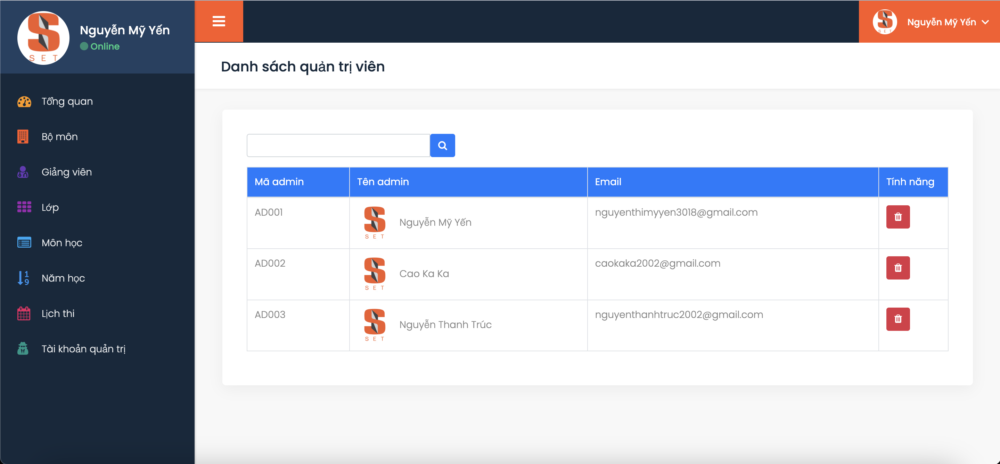 SET
Nguyễn Mỹ Yến
Online
Tổng quan
Bộ môn
Giảng viên
Lớp
Môn học
1
9
Năm học
Lịch thi
Tài khoản quản trị
SET
Nguyễn Mỹ Yến
Danh sách quản trị viên
Mã admin Tên admin Email Tính năng
AD001 SET Nguyễn Mỹ Yến nguyenthimyyen3018@gmail.com
AD002 SET Cao Ka Ka caokaka2002@gmail.com
AD003 SET Nguyễn Thanh Trúc nguyenthanhtruc2002@gmail.com